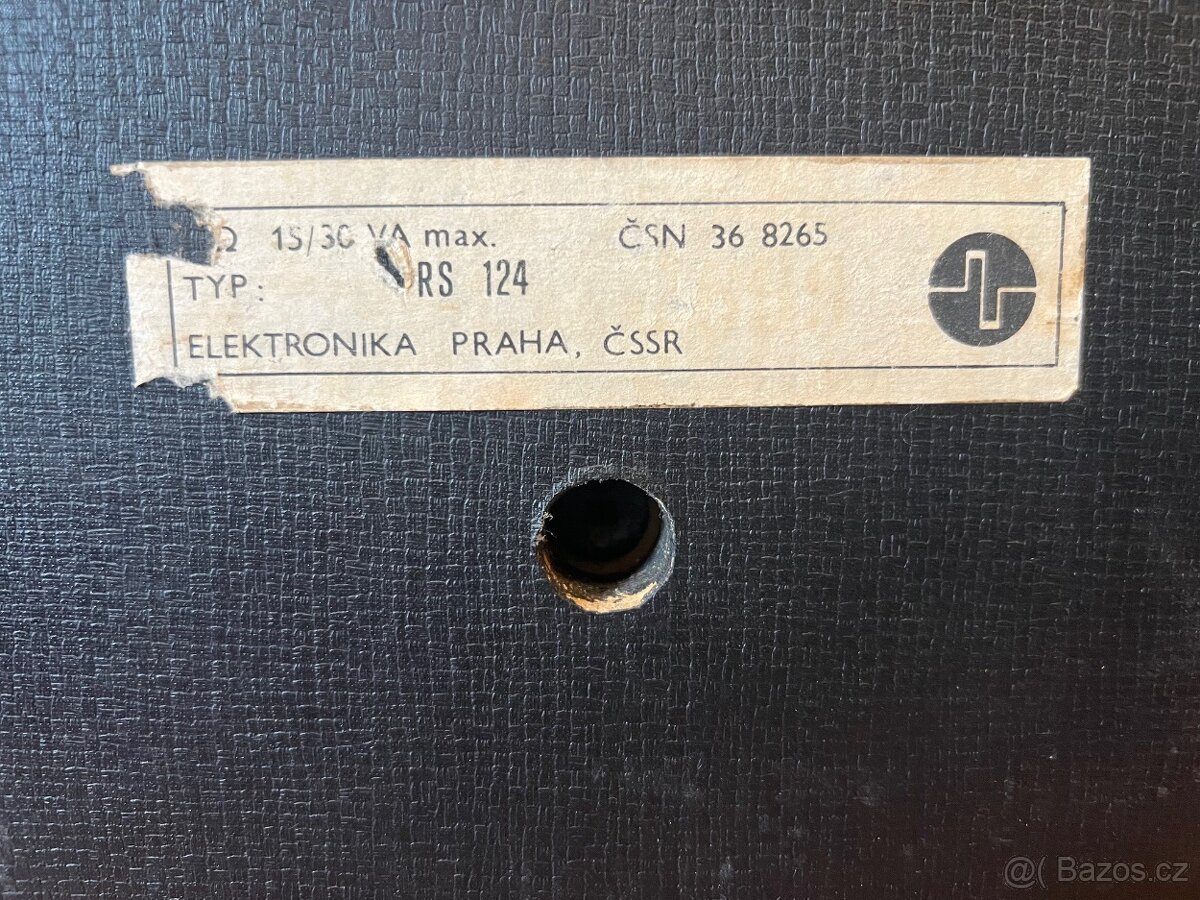 Ω 15/30 VA max. ČSN 36 8265
TYP: RS 124
ELEKTRONIKA PRAHA, ČSSR
@( Bazos.cz